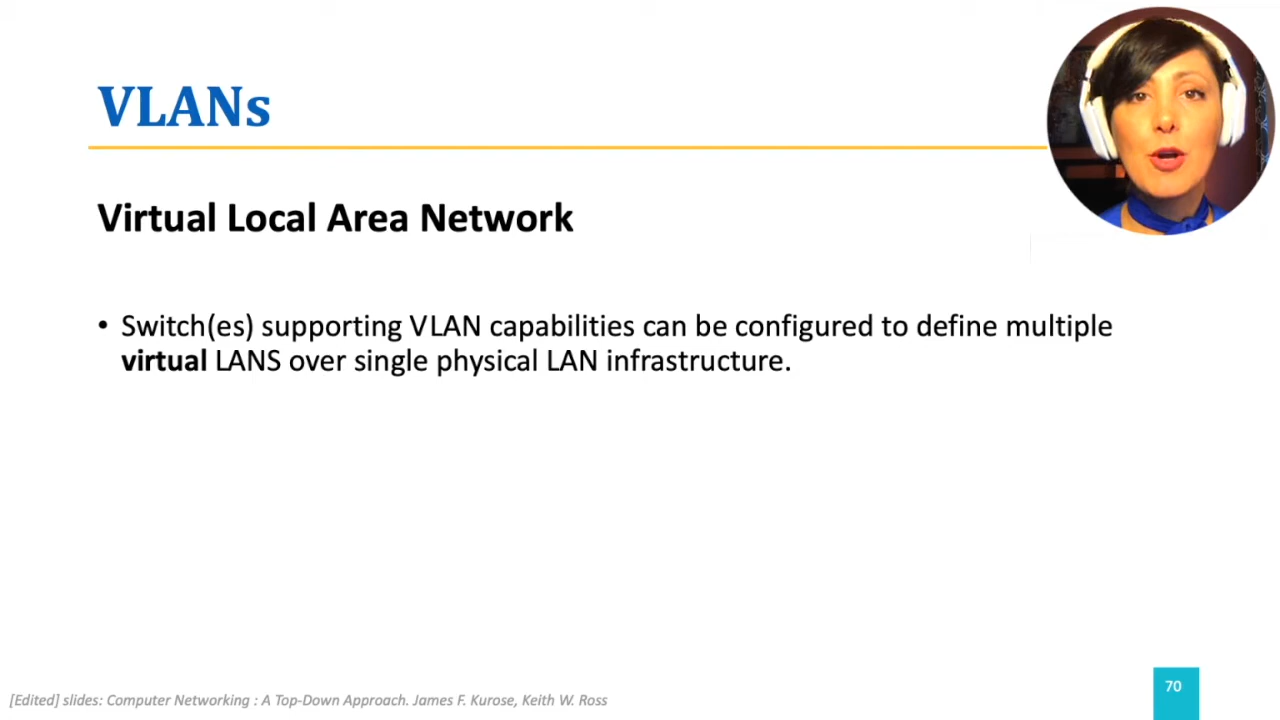 VLANs
Virtual Local Area Network
• Switch(es) supporting VLAN capabilities can be configured to define multiple
virtual LANS over single physical LAN infrastructure.
[Edited] slides: Computer Networking : A Top-Down Approach. James F. Kurose, Keith W. Ross
70